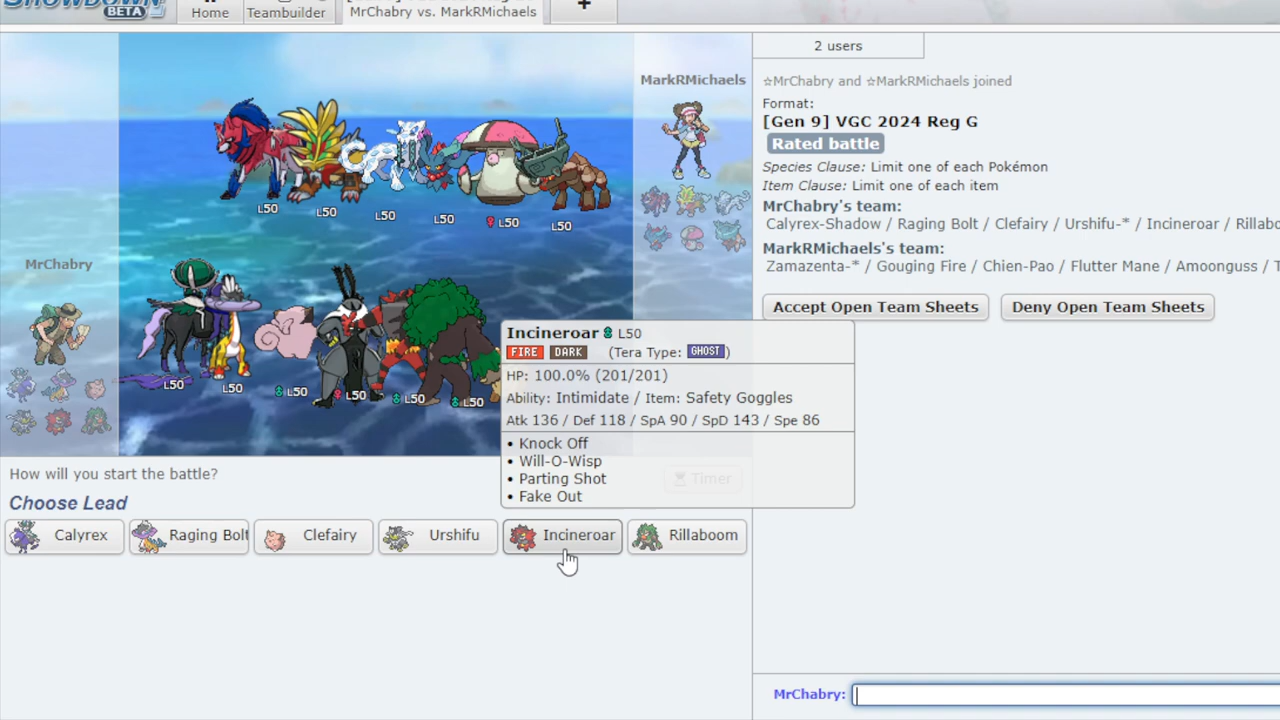 SHOWDOWN
BETA
Home
Teambuilder
MrChabry vs. MarkRMichaels
+
MarkRMichaels
L50
L50
L50
L50
L50
L50
MrChabry
L50
L50
L50
L50
L50
L50
Incineroar L50
FIRE DARK (Tera Type: GHOST)
HP: 100.0% (201/201)
Ability: Intimidate / Item: Safety Goggles
Atk 136 / Def 118 / SpA 90 / SpD 143 / Spe 86
• Knock Off
• Will-O-Wisp
• Parting Shot
• Fake Out
Timer
How will you start the battle?
Choose Lead
Calyrex
Raging Bolt
Clefairy
Urshifu
Incineroar
Rillaboom
2 users
☆MrChabry and ☆MarkRMichaels joined
Format:
[Gen 9] VGC 2024 Reg G
Rated battle
Species Clause: Limit one of each Pokémon
Item Clause: Limit one of each item
MrChabry's team:
Calyrex-Shadow / Raging Bolt / Clefairy / Urshifu-* / Incineroar / Rillabo
MarkRMichaels's team:
Zamazenta-* / Gouging Fire / Chien-Pao / Flutter Mane / Amoonguss / T
Accept Open Team Sheets
Deny Open Team Sheets
MrChabry: